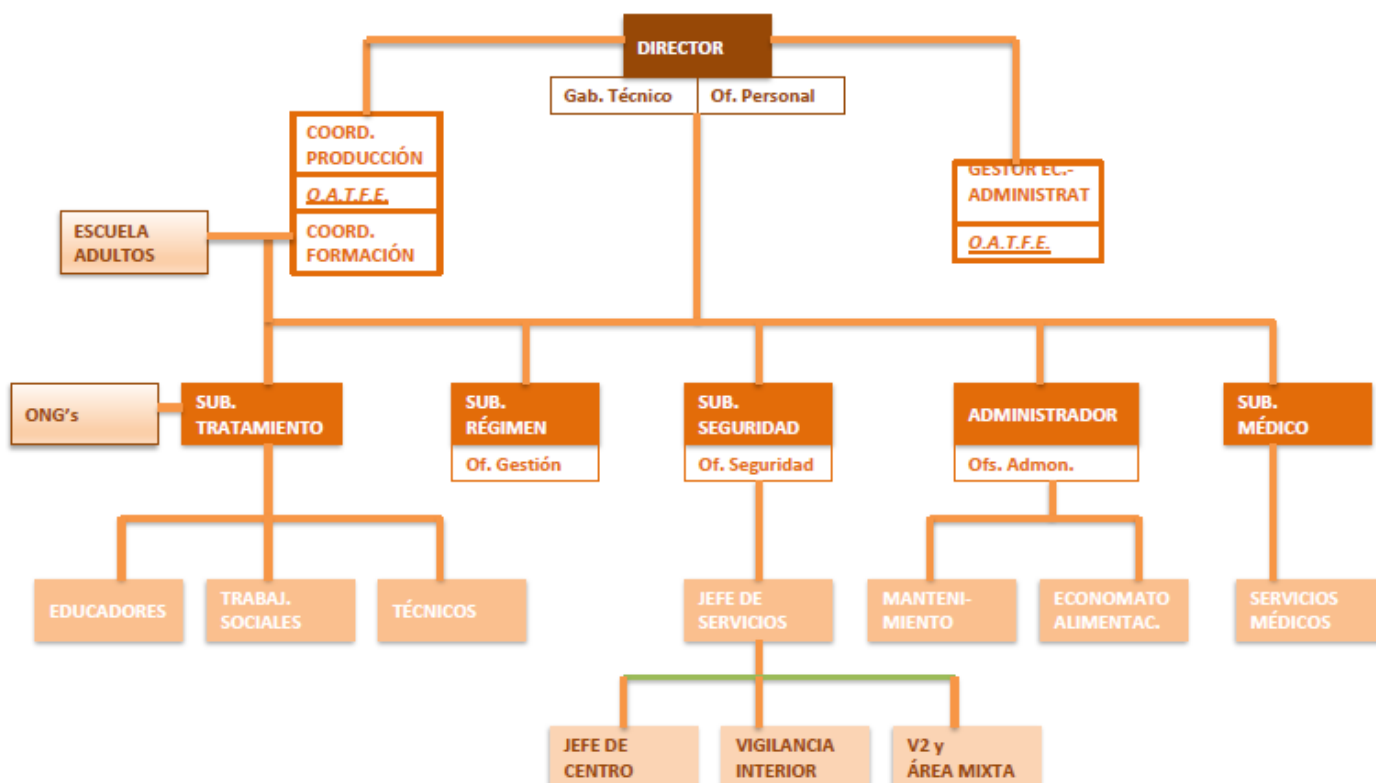 DIRECTOR
Gab. Técnico
Of. Personal
COORD.
PRODUCCIÓN
O.A.T.F.E.
COORD.
FORMACIÓN
GESTOR EC.-
ADMINISTRAT
O.A.T.F.E.
ESCUELA
ADULTOS
ONG's
SUB.
TRATAMIENTO
SUB.
RÉGIMEN
Of. Gestión
SUB.
SEGURIDAD
Of. Seguridad
ADMINISTRADOR
Ofs. Admon.
SUB.
MÉDICO
EDUCADORES
TRABAJ.
SOCIALES
TÉCNICOS
JEFE DE
SERVICIOS
MANTENI-
MIENTO
ECONOMATO
ALIMENTAC.
SERVICIOS
MÉDICOS
JEFE DE
CENTRO
VIGILANCIA
INTERIOR
V2 y
ÁREA MIXTA